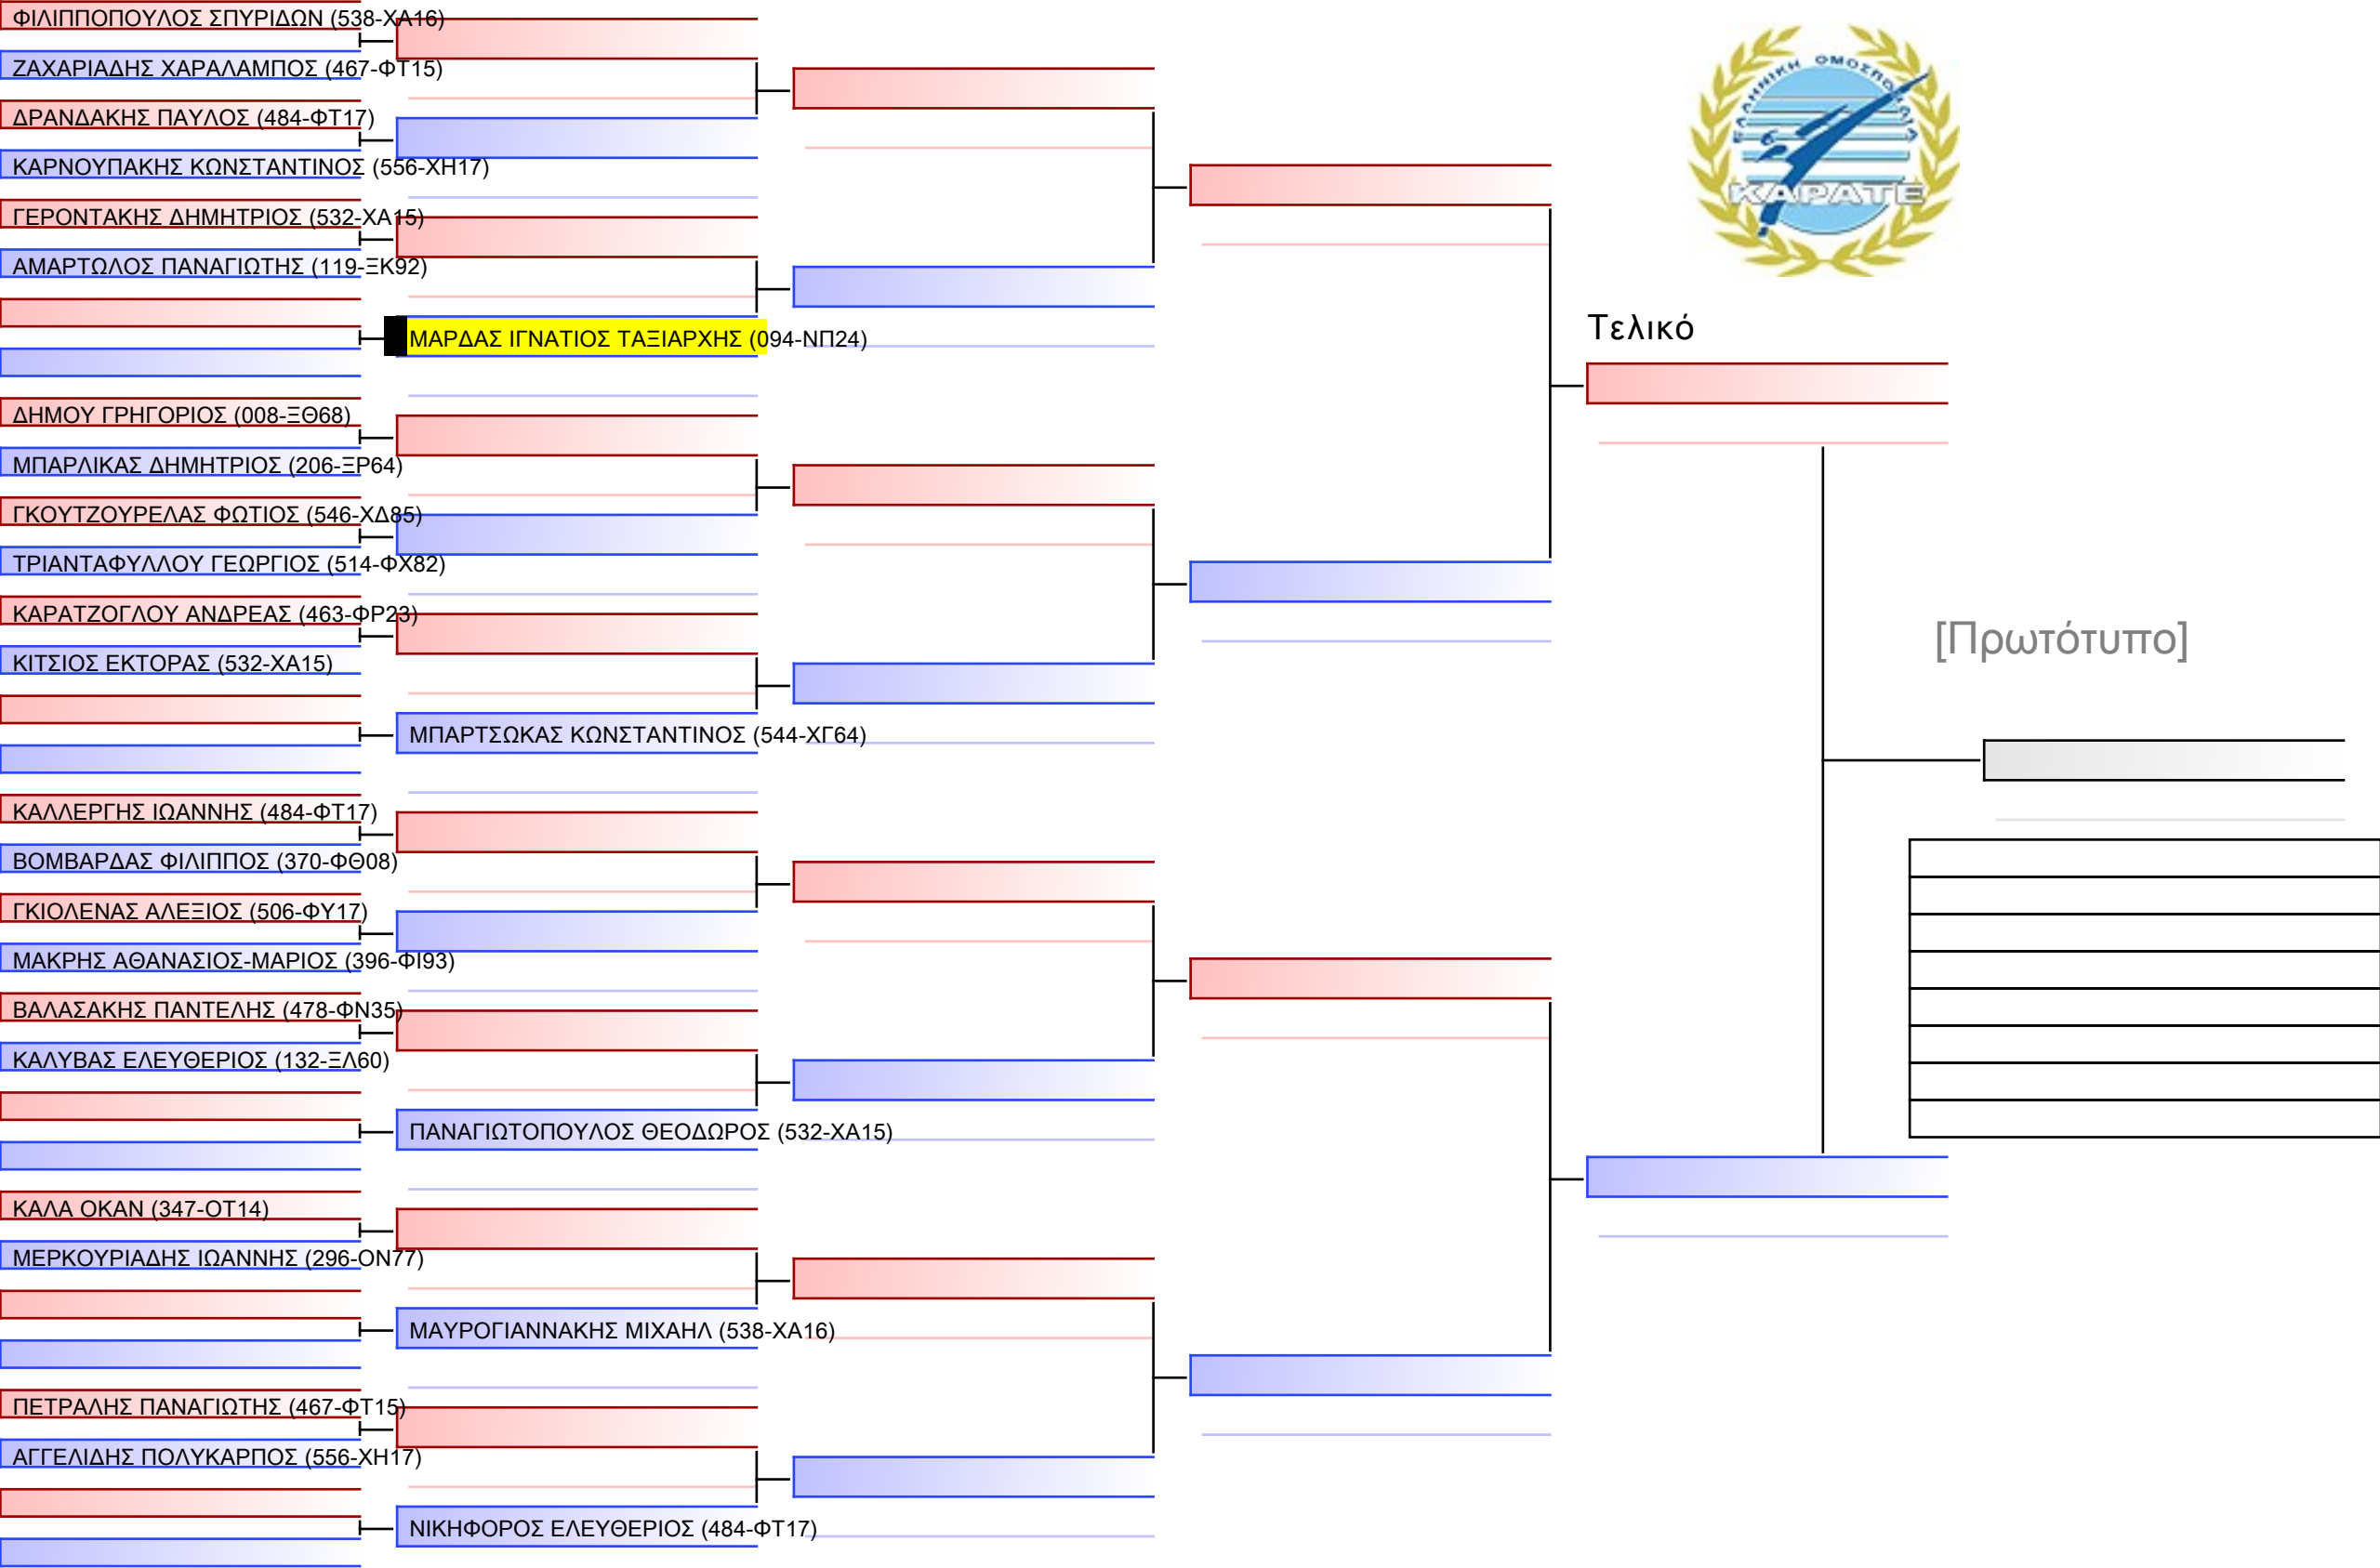 ΦΙΛΙΠΠΟΠΟΥΛΟΣ ΣΠΥΡΙΔΩΝ (538-ΧΑ16)
ΖΑΧΑΡΙΑΔΗΣ ΧΑΡΑΛΑΜΠΟΣ (467-ΦΤ15)
ΔΡΑΝΔΑΚΗΣ ΠΑΥΛΟΣ (484-ΦΤ17)
ΚΑΡΝΟΥΠΑΚΗΣ ΚΩΝΣΤΑΝΤΙΝΟΣ (556-ΧΗ17)
ΓΕΡΟΝΤΑΚΗΣ ΔΗΜΗΤΡΙΟΣ (532-ΧΑ15)
ΑΜΑΡΤΩΛΟΣ ΠΑΝΑΓΙΩΤΗΣ (119-ΞΚ92)
ΜΑΡΔΑΣ ΙΓΝΑΤΙΟΣ ΤΑΞΙΑΡΧΗΣ (094-ΝΠ24)
ΔΗΜΟΥ ΓΡΗΓΟΡΙΟΣ (008-ΞΘ68)
ΜΠΑΡΛΙΚΑΣ ΔΗΜΗΤΡΙΟΣ (206-ΞΡ64)
ΓΚΟΥΤΖΟΥΡΕΛΑΣ ΦΩΤΙΟΣ (546-ΧΔ85)
ΤΡΙΑΝΤΑΦΥΛΛΟΥ ΓΕΩΡΓΙΟΣ (514-ΦΧ82)
ΚΑΡΑΤΖΟΓΛΟΥ ΑΝΔΡΕΑΣ (463-ΦΡ23)
ΚΙΤΣΙΟΣ ΕΚΤΟΡΑΣ (532-ΧΑ15)
ΜΠΑΡΤΣΩΚΑΣ ΚΩΝΣΤΑΝΤΙΝΟΣ (544-ΧΓ64)
ΚΑΛΛΕΡΓΗΣ ΙΩΑΝΝΗΣ (484-ΦΤ17)
ΒΟΜΒΑΡΔΑΣ ΦΙΛΙΠΠΟΣ (370-ΦΘ08)
ΓΚΙΟΛΕΝΑΣ ΑΛΕΞΙΟΣ (506-ΦΥ17)
ΜΑΚΡΗΣ ΑΘΑΝΑΣΙΟΣ-ΜΑΡΙΟΣ (396-ΦΙ93)
ΒΑΛΑΣΑΚΗΣ ΠΑΝΤΕΛΗΣ (478-ΦΝ35)
ΚΑΛΥΒΑΣ ΕΛΕΥΘΕΡΙΟΣ (132-ΞΛ60)
ΠΑΝΑΓΙΩΤΟΠΟΥΛΟΣ ΘΕΟΔΩΡΟΣ (532-ΧΑ15)
ΚΑΛΑ ΟΚΑΝ (347-ΟΤ14)
ΜΕΡΚΟΥΡΙΑΔΗΣ ΙΩΑΝΝΗΣ (296-ΟΝ77)
ΜΑΥΡΟΓΙΑΝΝΑΚΗΣ ΜΙΧΑΗΛ (538-ΧΑ16)
ΠΕΤΡΑΛΗΣ ΠΑΝΑΓΙΩΤΗΣ (467-ΦΤ15)
ΑΓΓΕΛΙΔΗΣ ΠΟΛΥΚΑΡΠΟΣ (556-ΧΗ17)
ΝΙΚΗΦΟΡΟΣ ΕΛΕΥΘΕΡΙΟΣ (484-ΦΤ17)
ΕΛΛΗΝΙΚΗ ΟΜΟΣΠΟΝΔΙΑ
ΚΑΡΑΤΕ
Τελικό
[Πρωτότυπο]